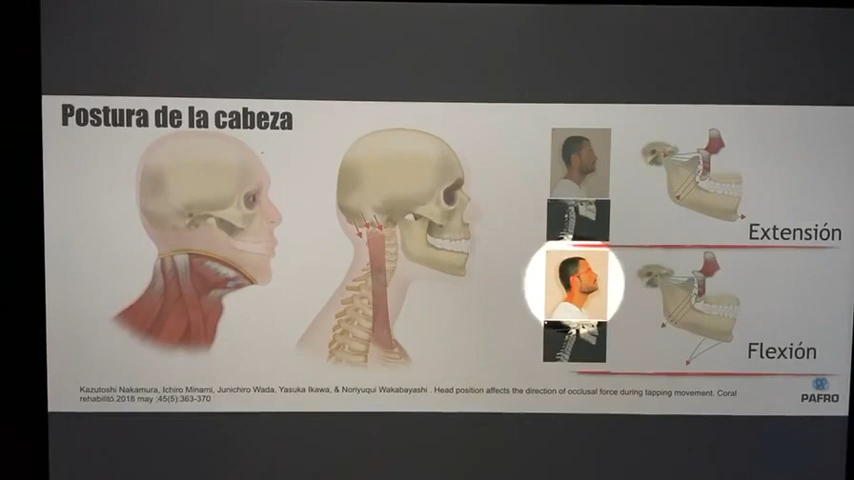 Postura de la cabeza
Extensión
Flexión
Kazutoshi Nakamura, Ichiro Minami, Junichiro Wada, Yasuka Ikawa, & Noriyuqui Wakabayashi . Head position affects the direction of occlusal force during tapping movement. Coral
rehabilitó.2018 may ;45(5):363-370
PAFRO